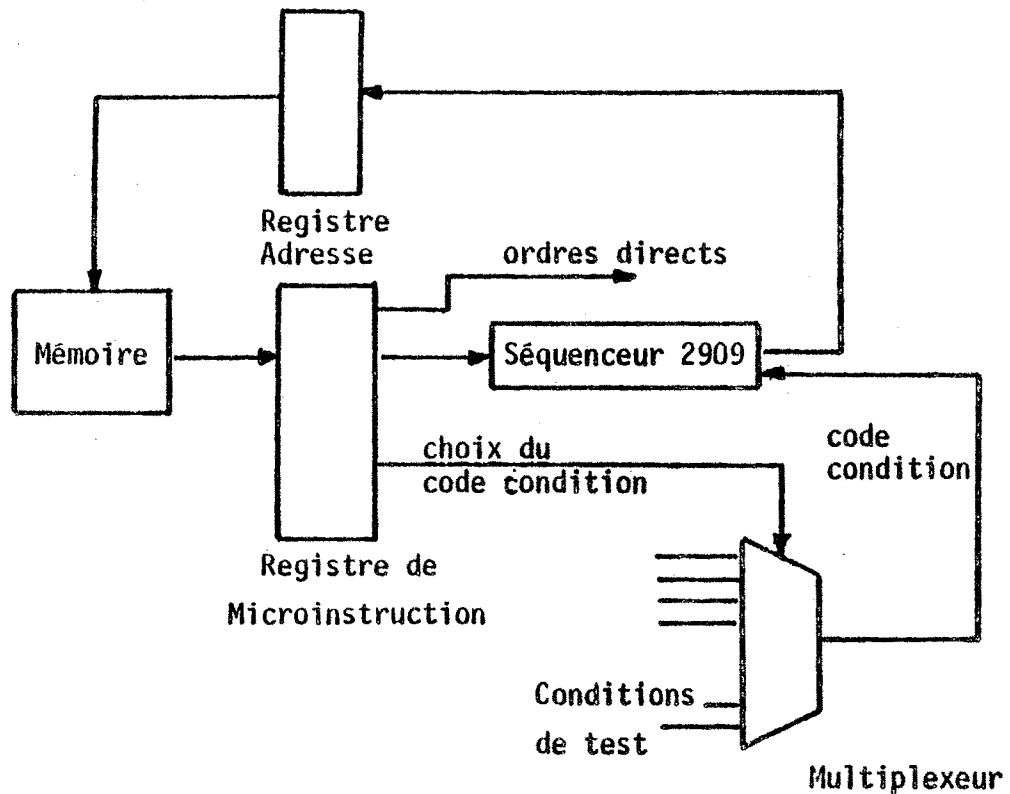 Registre
Adresse
ordres directs
Mémoire
Séquenceur 2909
choix du
code condition
code
condition
Registre de
Microinstruction
Conditions
de test
Multiplexeur